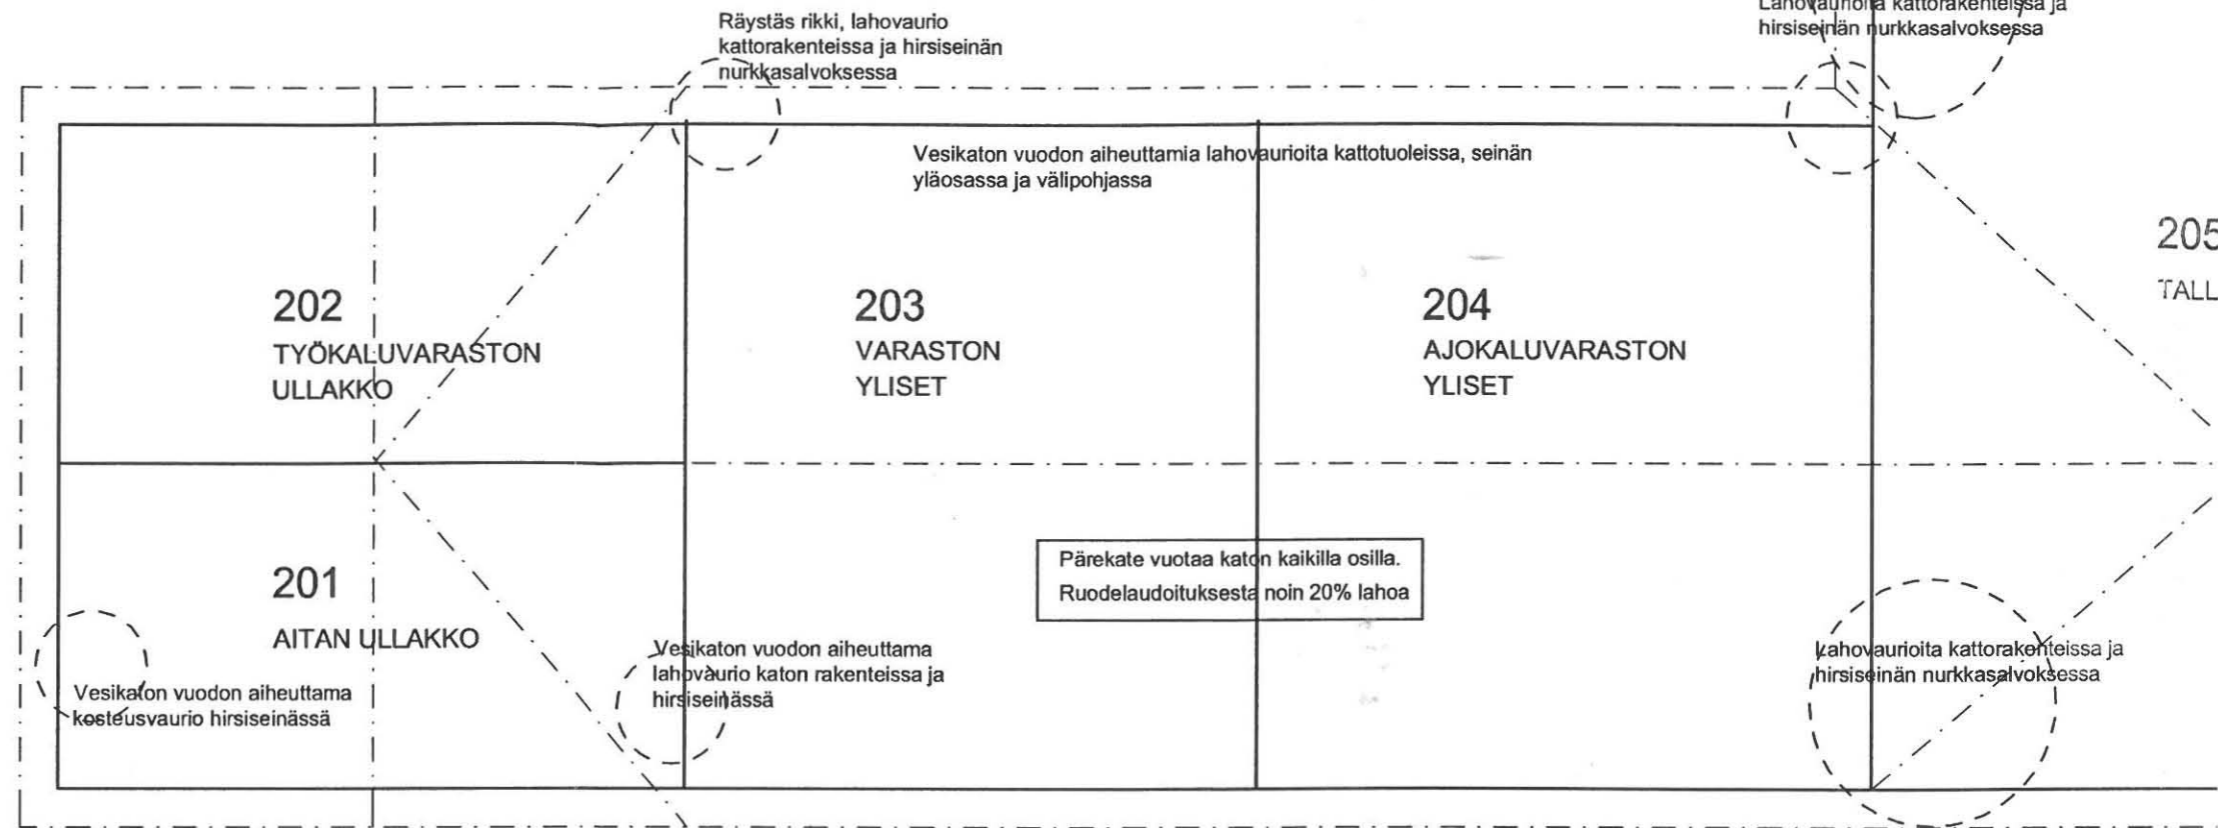 Räystäs rikki, lahovaurio
kattorakenteissa ja hirsiseinän
nurkkasalvoksessa
Lahovaurioita kattorakenteissa ja
hirsiseinän nurkkasalvoksessa
Vesikaton vuodon aiheuttamia lahovaurioita kattotuoleissa, seinän
yläosassa ja välipohjassa
202
TYÖKALUVARASTON
ULLAKKO
203
VARASTON
YLISET
204
AJOKALUVARASTON
YLISET
205
TALL
Pärekate vuotaa katon kaikilla osilla.
Ruodelaudoituksesta noin 20% lahoa
201
AITAN ULLAKKO
Vesikaton vuodon aiheuttama
kosteusvaurio hirsiseinässä
Vesikaton vuodon aiheuttama
lahovaurio katon rakenteissa ja
hirsiseinässä
Lahovaurioita kattorakenteissa ja
hirsiseinän nurkkasalvoksessa